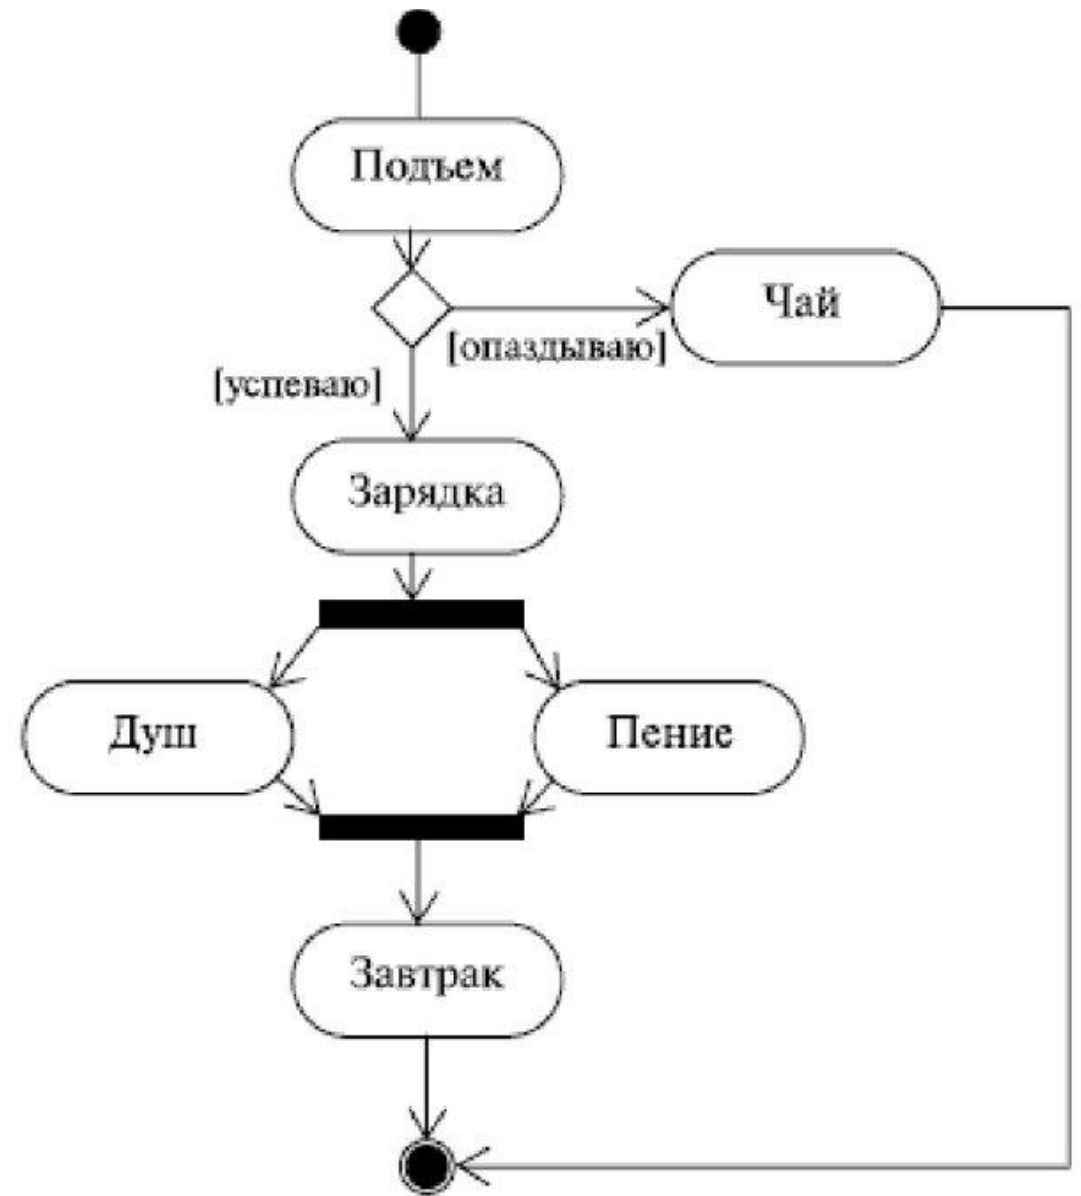 Подъем
Чай
[опаздываю]
[успеваю]
Зарядка
Душ
Пение
Завтрак